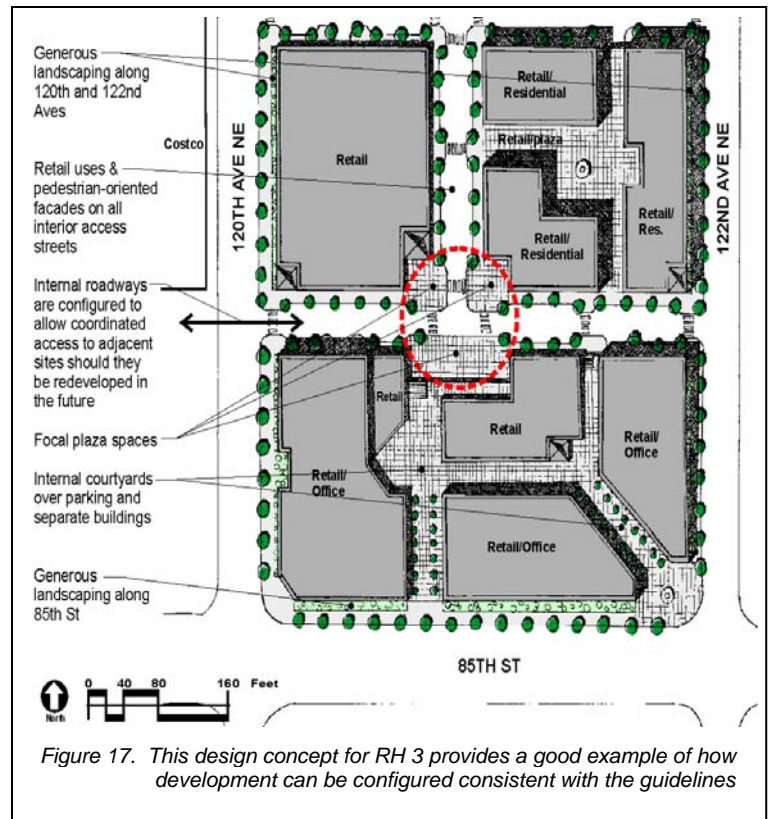 Generous
landscaping along
120th and 122nd
Aves
Costco
Retail uses &
pedestrian-oriented
facades on all
interior access
streets
Internal roadways
are configured to
allow coordinated
access to adjacent
sites should they
be redeveloped in
the future
Focal plaza spaces
Internal courtyards
over parking and
separate buildings
Generous
landscaping along
85th St
120TH AVE NE
Retail
Retail/
Residential
Retail/plaza
Retail/
Residential
Retail/
Res.
122ND AVE NE
Retail
Retail
Retail/
Office
Retail/
Office
Retail/Office
85TH ST
North
0 40 80 160 Feet
Figure 17. This design concept for RH 3 provides a good example of how
development can be configured consistent with the guidelines